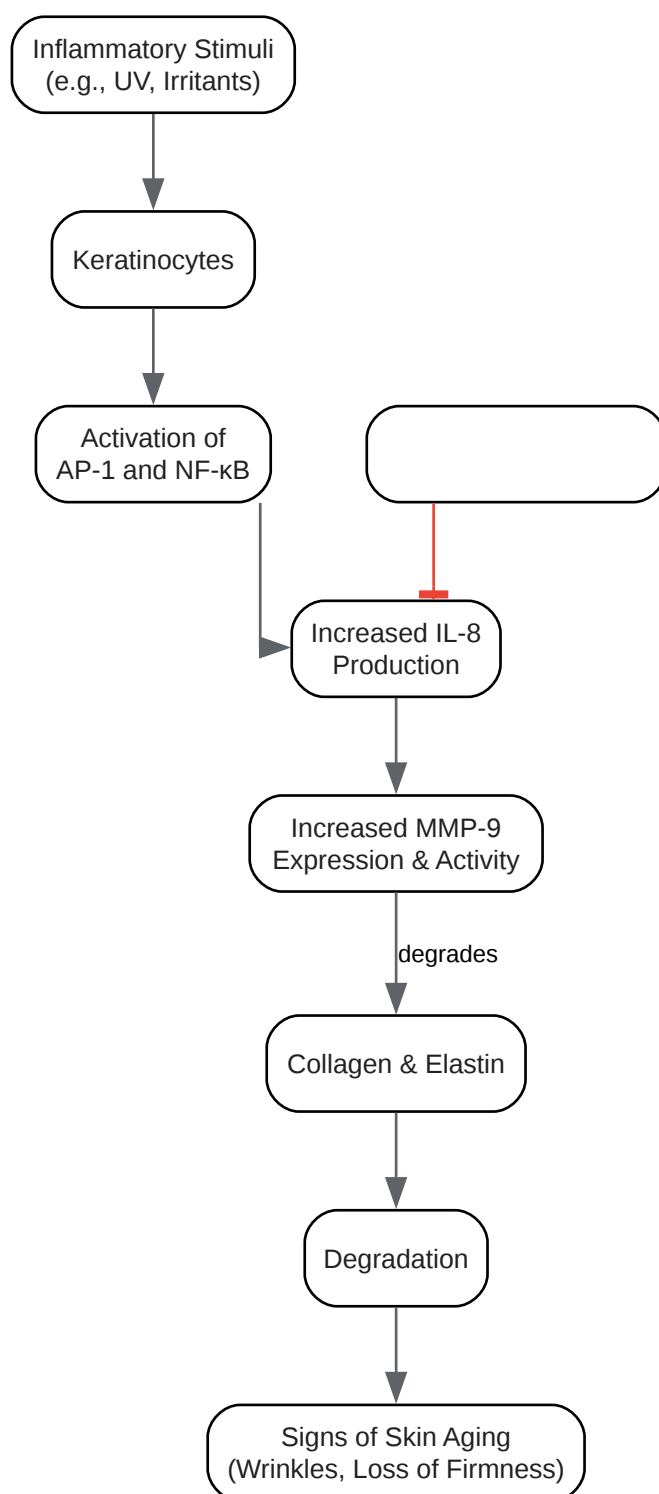 Inflammatory Stimuli
(e.g., UV, Irritants)
Keratinocytes
Activation of
AP-1 and NF-κB
Increased IL-8
Production
Increased MMP-9
Expression & Activity
degrades
Collagen & Elastin
Degradation
Signs of Skin Aging
(Wrinkles, Loss of Firmness)